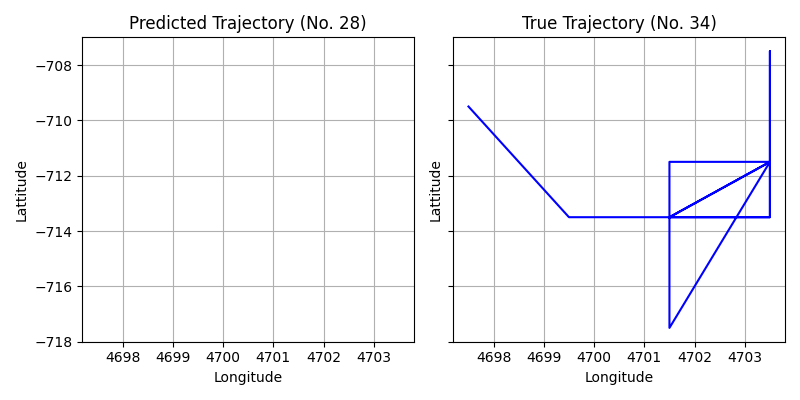 Predicted Trajectory (No. 28)
True Trajectory (No. 34)
Lattitude
−708
−710
−712
−714
−716
−718
4698 4699 4700 4701 4702 4703
Longitude
Lattitude
4698 4699 4700 4701 4702 4703
Longitude